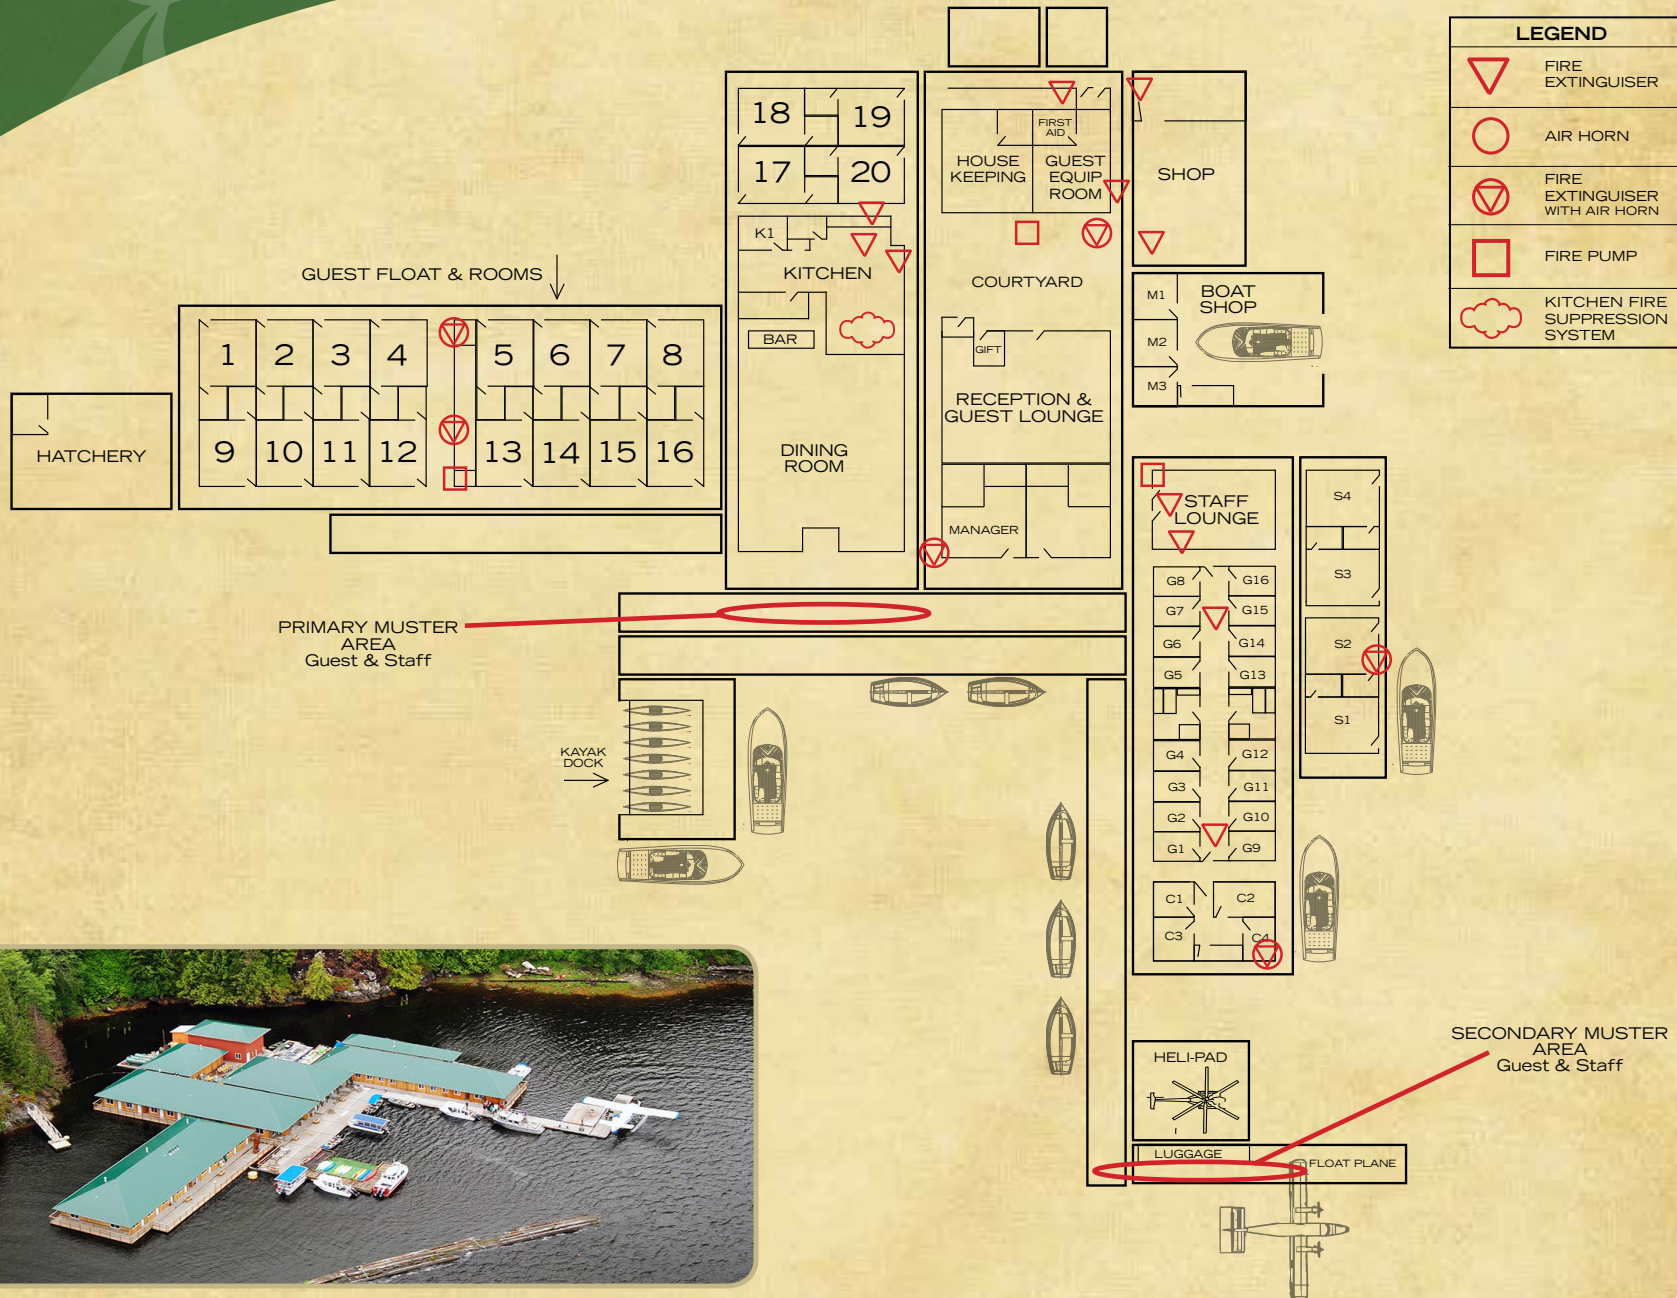 LEGEND
FIRE
EXTINGUISER
AIR HORN
FIRE
EXTINGUISER
WITH AIR HORN
FIRE PUMP
KITCHEN FIRE
SUPPRESSION
SYSTEM
18
19
17
20
K1
KITCHEN
BAR
DINING
ROOM
FIRST
AID
HOUSE
KEEPING
GUEST
EQUIP
ROOM
COURTYARD
GIFT
RECEPTION &
GUEST LOUNGE
MANAGER
SHOP
M1
M2
M3
BOAT
SHOP
GUEST FLOAT & ROOMS
1
2
3
4
5
6
7
8
9
10
11
12
13
14
15
16
HATCHERY
STAFF
LOUNGE
S4
S3
S2
S1
G8
G16
G7
G15
G6
G14
G5
G13
G4
G12
G3
G11
G2
G10
G1
G9
C1
C2
C3
C4
PRIMARY MUSTER
AREA
Guest & Staff
KAYAK
DOCK
HELI-PAD
LUGGAGE
FLOAT PLANE
SECONDARY MUSTER
AREA
Guest & Staff